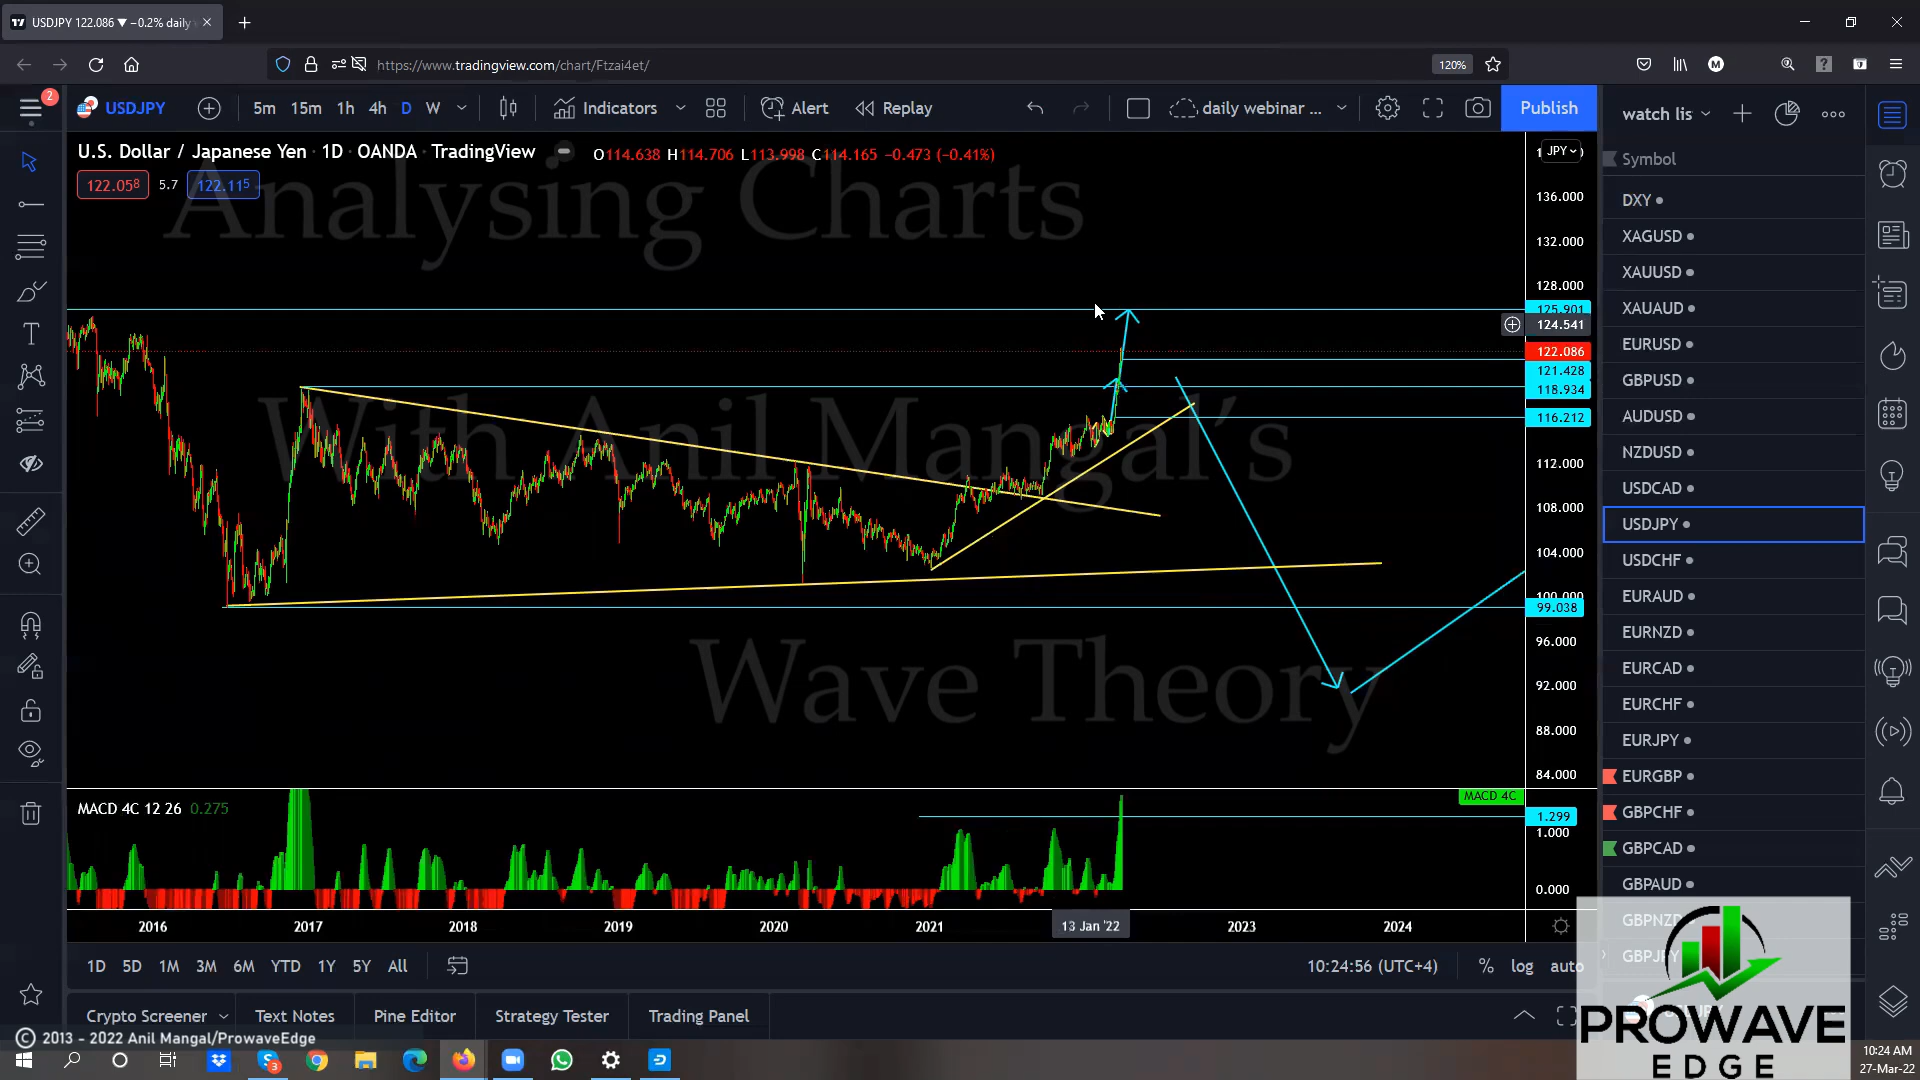 USDJPY 122.086 ▼ −0.2% daily
https://www.tradingview.com/chart/Ftzai4et/
120%
2
USDJPY
5m 15m 1h 4h D W
Indicators
Alert
Replay
daily webinar ...
Publish
watch lis
U.S. Dollar / Japanese Yen · 1D · OANDA · TradingView
O114.638 H114.706 L113.998 C114.165 −0.473 (−0.41%)
122.058 5.7 122.115
Analysing Charts
With Anil Mangal's
Wave Theory
JPY
136.000
132.000
128.000
125.901
124.541
122.086
121.428
118.934
116.212
112.000
108.000
104.000
100.000
99.038
96.000
92.000
88.000
84.000
MACD 4C 12 26 0.275
MACD 4C
1.299
1.000
0.000
2016 2017 2018 2019 2020 2021 13 Jan '22 2023 2024
1D 5D 1M 3M 6M YTD 1Y 5Y All
10:24:56 (UTC+4) % log auto
Crypto Screener Text Notes Pine Editor Strategy Tester Trading Panel
Symbol
DXY
XAGUSD
XAUUSD
XAUAUD
EURUSD
GBPUSD
AUDUSD
NZDUSD
USDCAD
USDJPY
USDCHF
EURAUD
EURNZD
EURCAD
EURCHF
EURJPY
EURGBP
GBPCHF
GBPCAD
GBPAUD
GBPNZD
GBPJPY
PROWAVE
EDGE
© 2013 - 2022 Anil Mangal/ProwaveEdge
3
10:24 AM
27-Mar-22